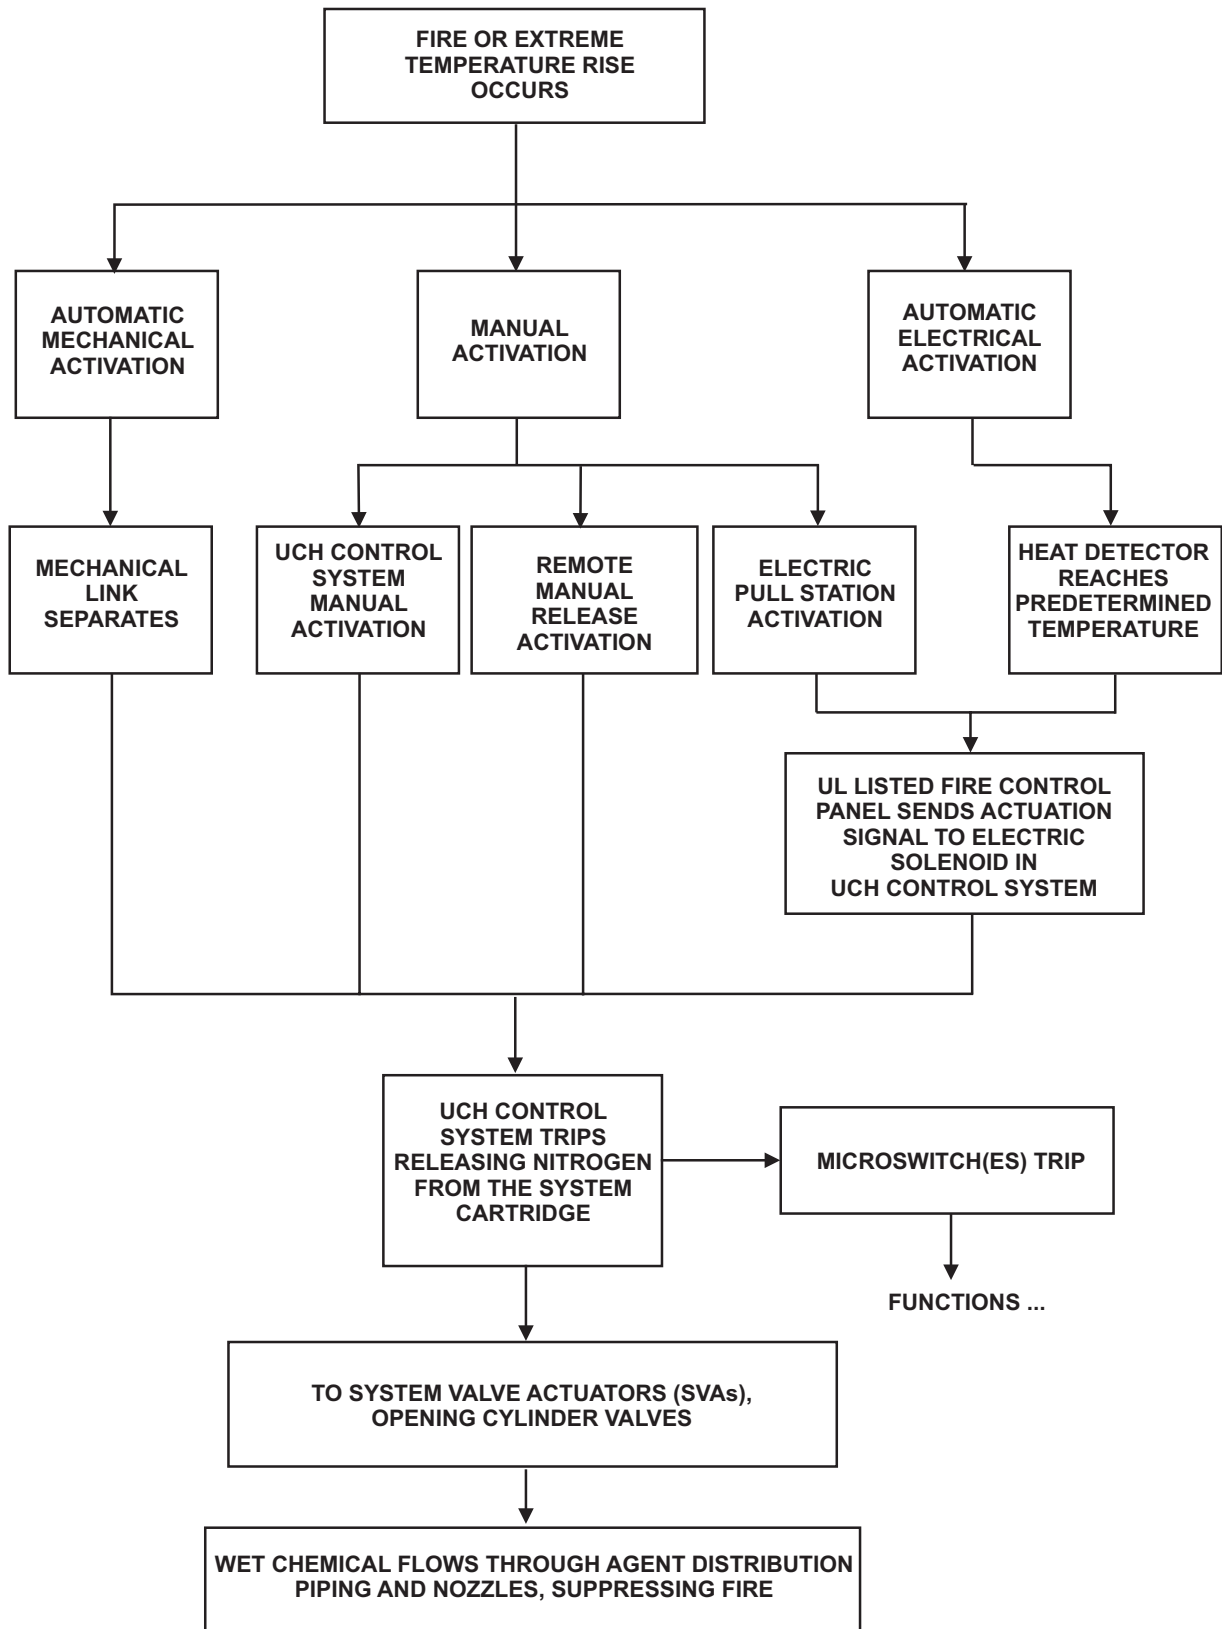 FIRE OR EXTREME
TEMPERATURE RISE
OCCURS
AUTOMATIC
MECHANICAL
ACTIVATION
MANUAL
ACTIVATION
AUTOMATIC
ELECTRICAL
ACTIVATION
MECHANICAL
LINK
SEPARATES
UCH CONTROL
SYSTEM
MANUAL
ACTIVATION
REMOTE
MANUAL
RELEASE
ACTIVATION
ELECTRIC
PULL STATION
ACTIVATION
HEAT DETECTOR
REACHES
PREDETERMINED
TEMPERATURE
UL LISTED FIRE CONTROL
PANEL SENDS ACTUATION
SIGNAL TO ELECTRIC
SOLENOID IN
UCH CONTROL SYSTEM
UCH CONTROL
SYSTEM TRIPS
RELEASING NITROGEN
FROM THE SYSTEM
CARTRIDGE
MICROSWITCH(ES) TRIP
FUNCTIONS ...
TO SYSTEM VALVE ACTUATORS (SVAs),
OPENING CYLINDER VALVES
WET CHEMICAL FLOWS THROUGH AGENT DISTRIBUTION
PIPING AND NOZZLES, SUPPRESSING FIRE